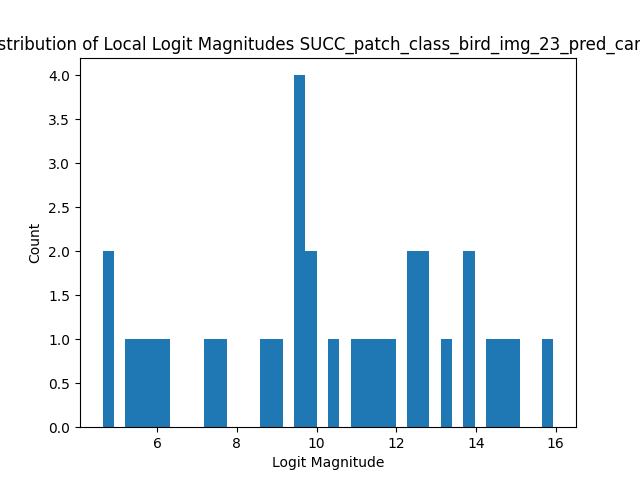 stribution of Local Logit Magnitudes SUCC_patch_class_bird_img_23_pred_car
4.0
3.5
3.0
2.5
2.0
1.5
1.0
0.5
0.0
Count
6 8 10 12 14 16
Logit Magnitude